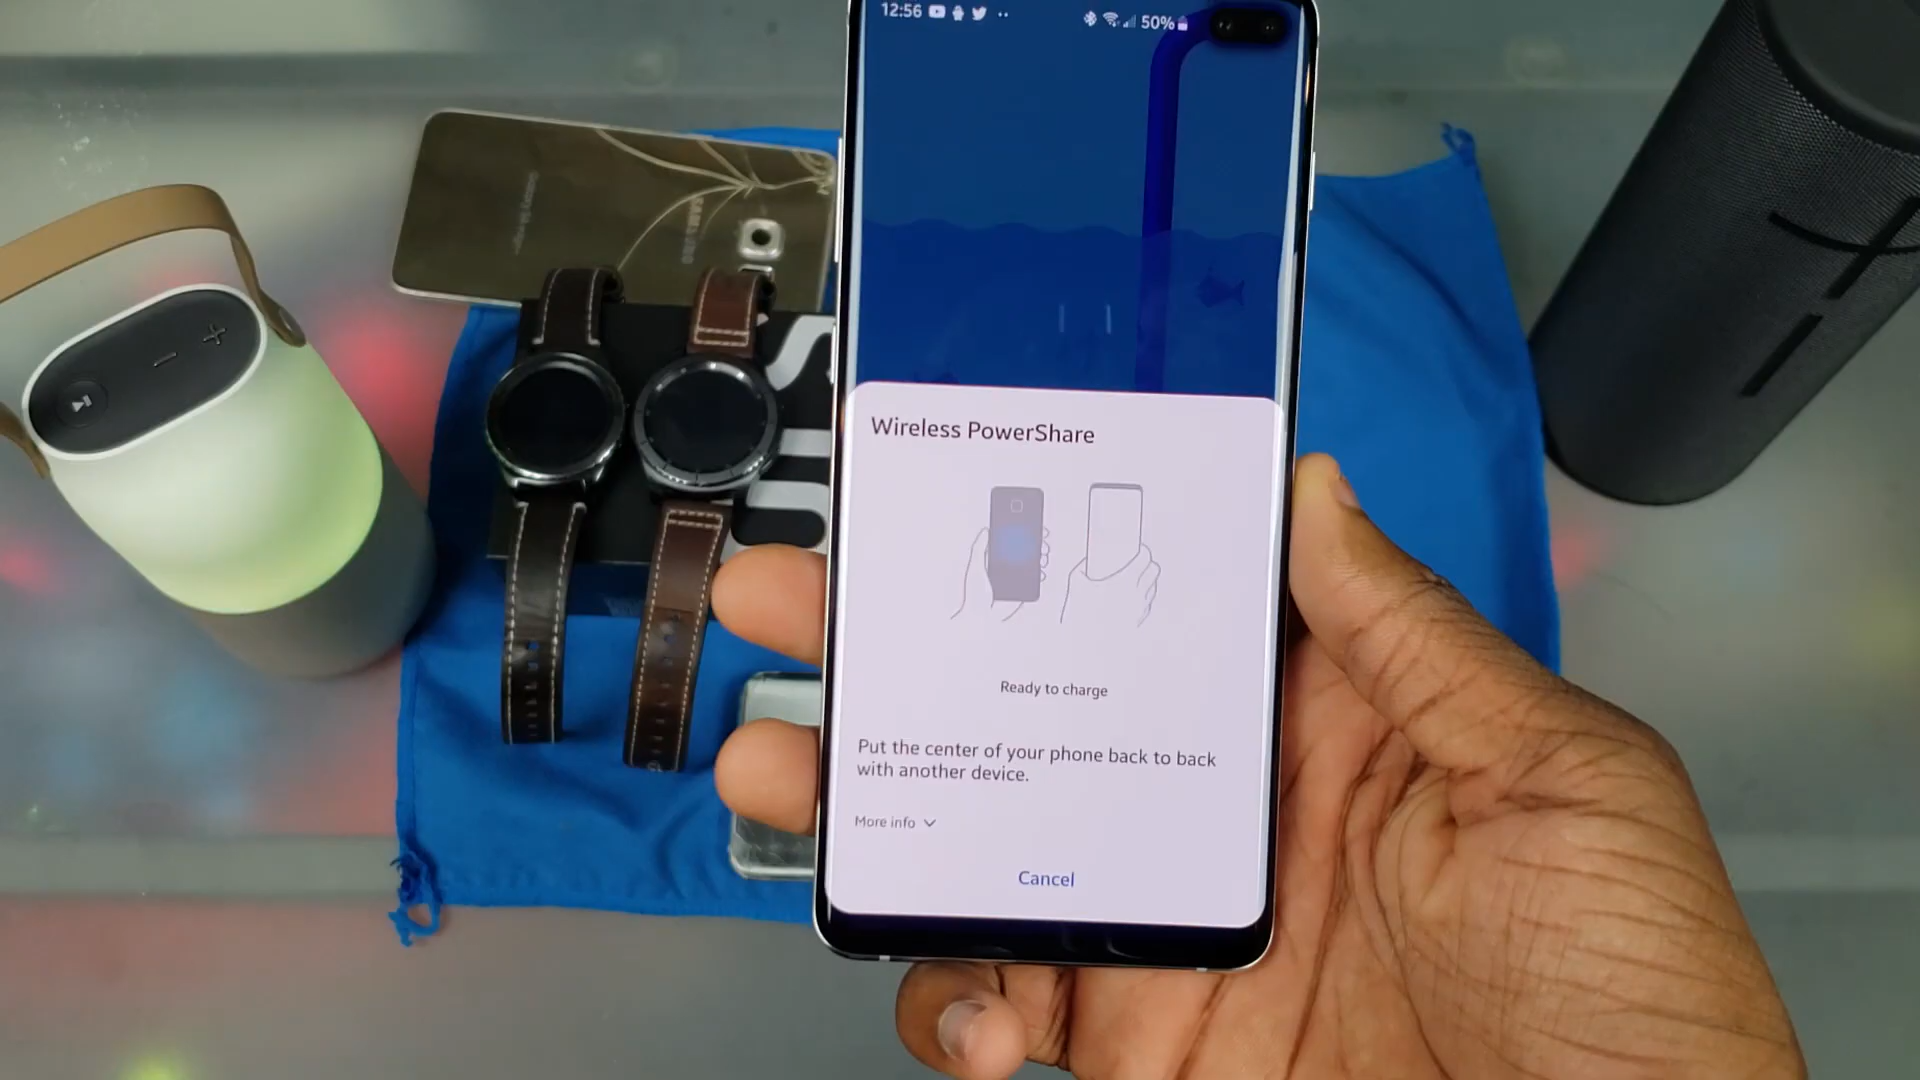 12:56
50%
SAMSUNG
Wireless PowerShare
Ready to charge
Put the center of your phone back to back
with another device.
More info
Cancel